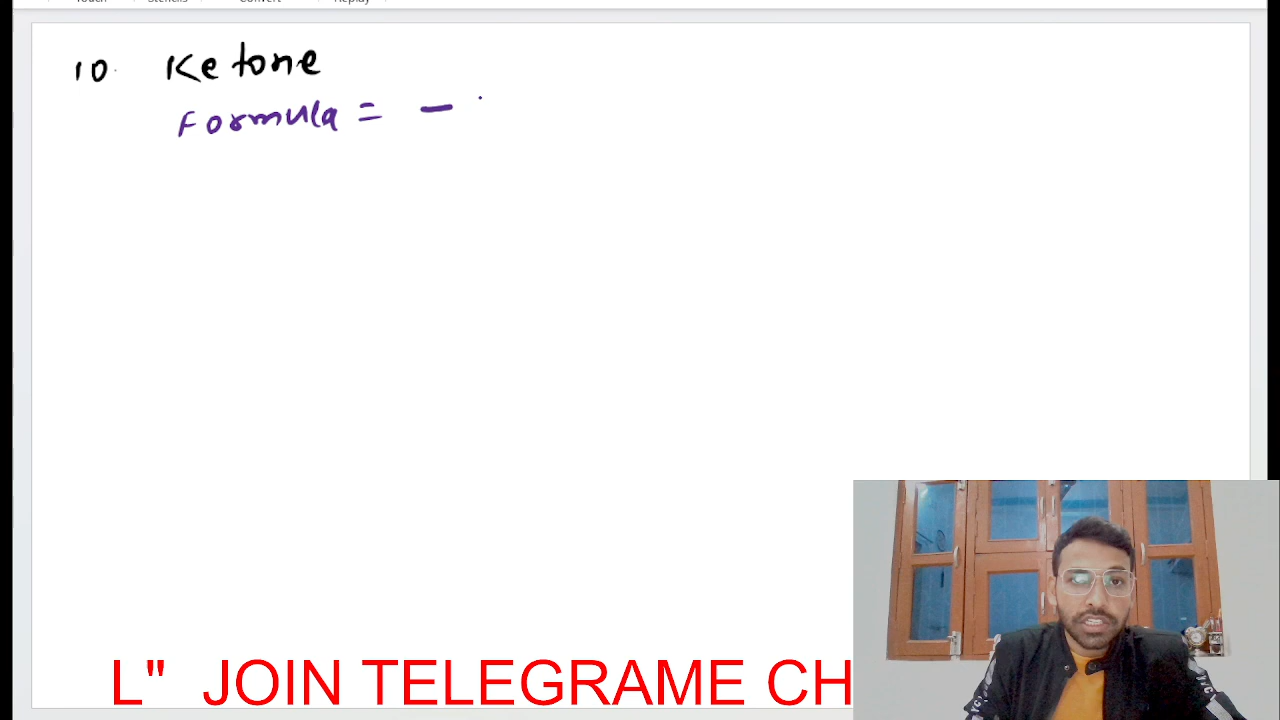 10. Ketone
Formula = -
L" JOIN TELEGRAME CH